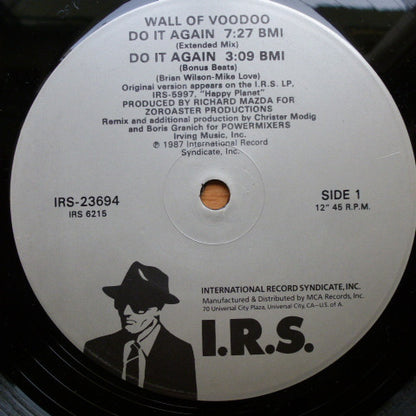 WALL OF VOODOO
DO IT AGAIN 7:27 BMI
(Extended Mix)
DO IT AGAIN 3:09 BMI
(Bonus Beats)
(Brian Wilson-Mike Love)
Original version appears on the I.R.S. LP.
IRS-5997, "Happy Planet"
PRODUCED BY RICHARD MAZDA FOR
ZOROASTER PRODUCTIONS
Remix and additional production by Christer Modig
and Boris Granich for POWERMIXERS
Irving Music, Inc.
℗ 1987 International Record
Syndicate, Inc.
IRS-23694
IRS 6215
SIDE 1
12" 45 R.P.M.
INTERNATIONAL RECORD SYNDICATE, INC.
Manufactured & Distributed by MCA Records, Inc.
70 Universal City Plaza, Universal City, CA-U.S. of A.
I.R.S.